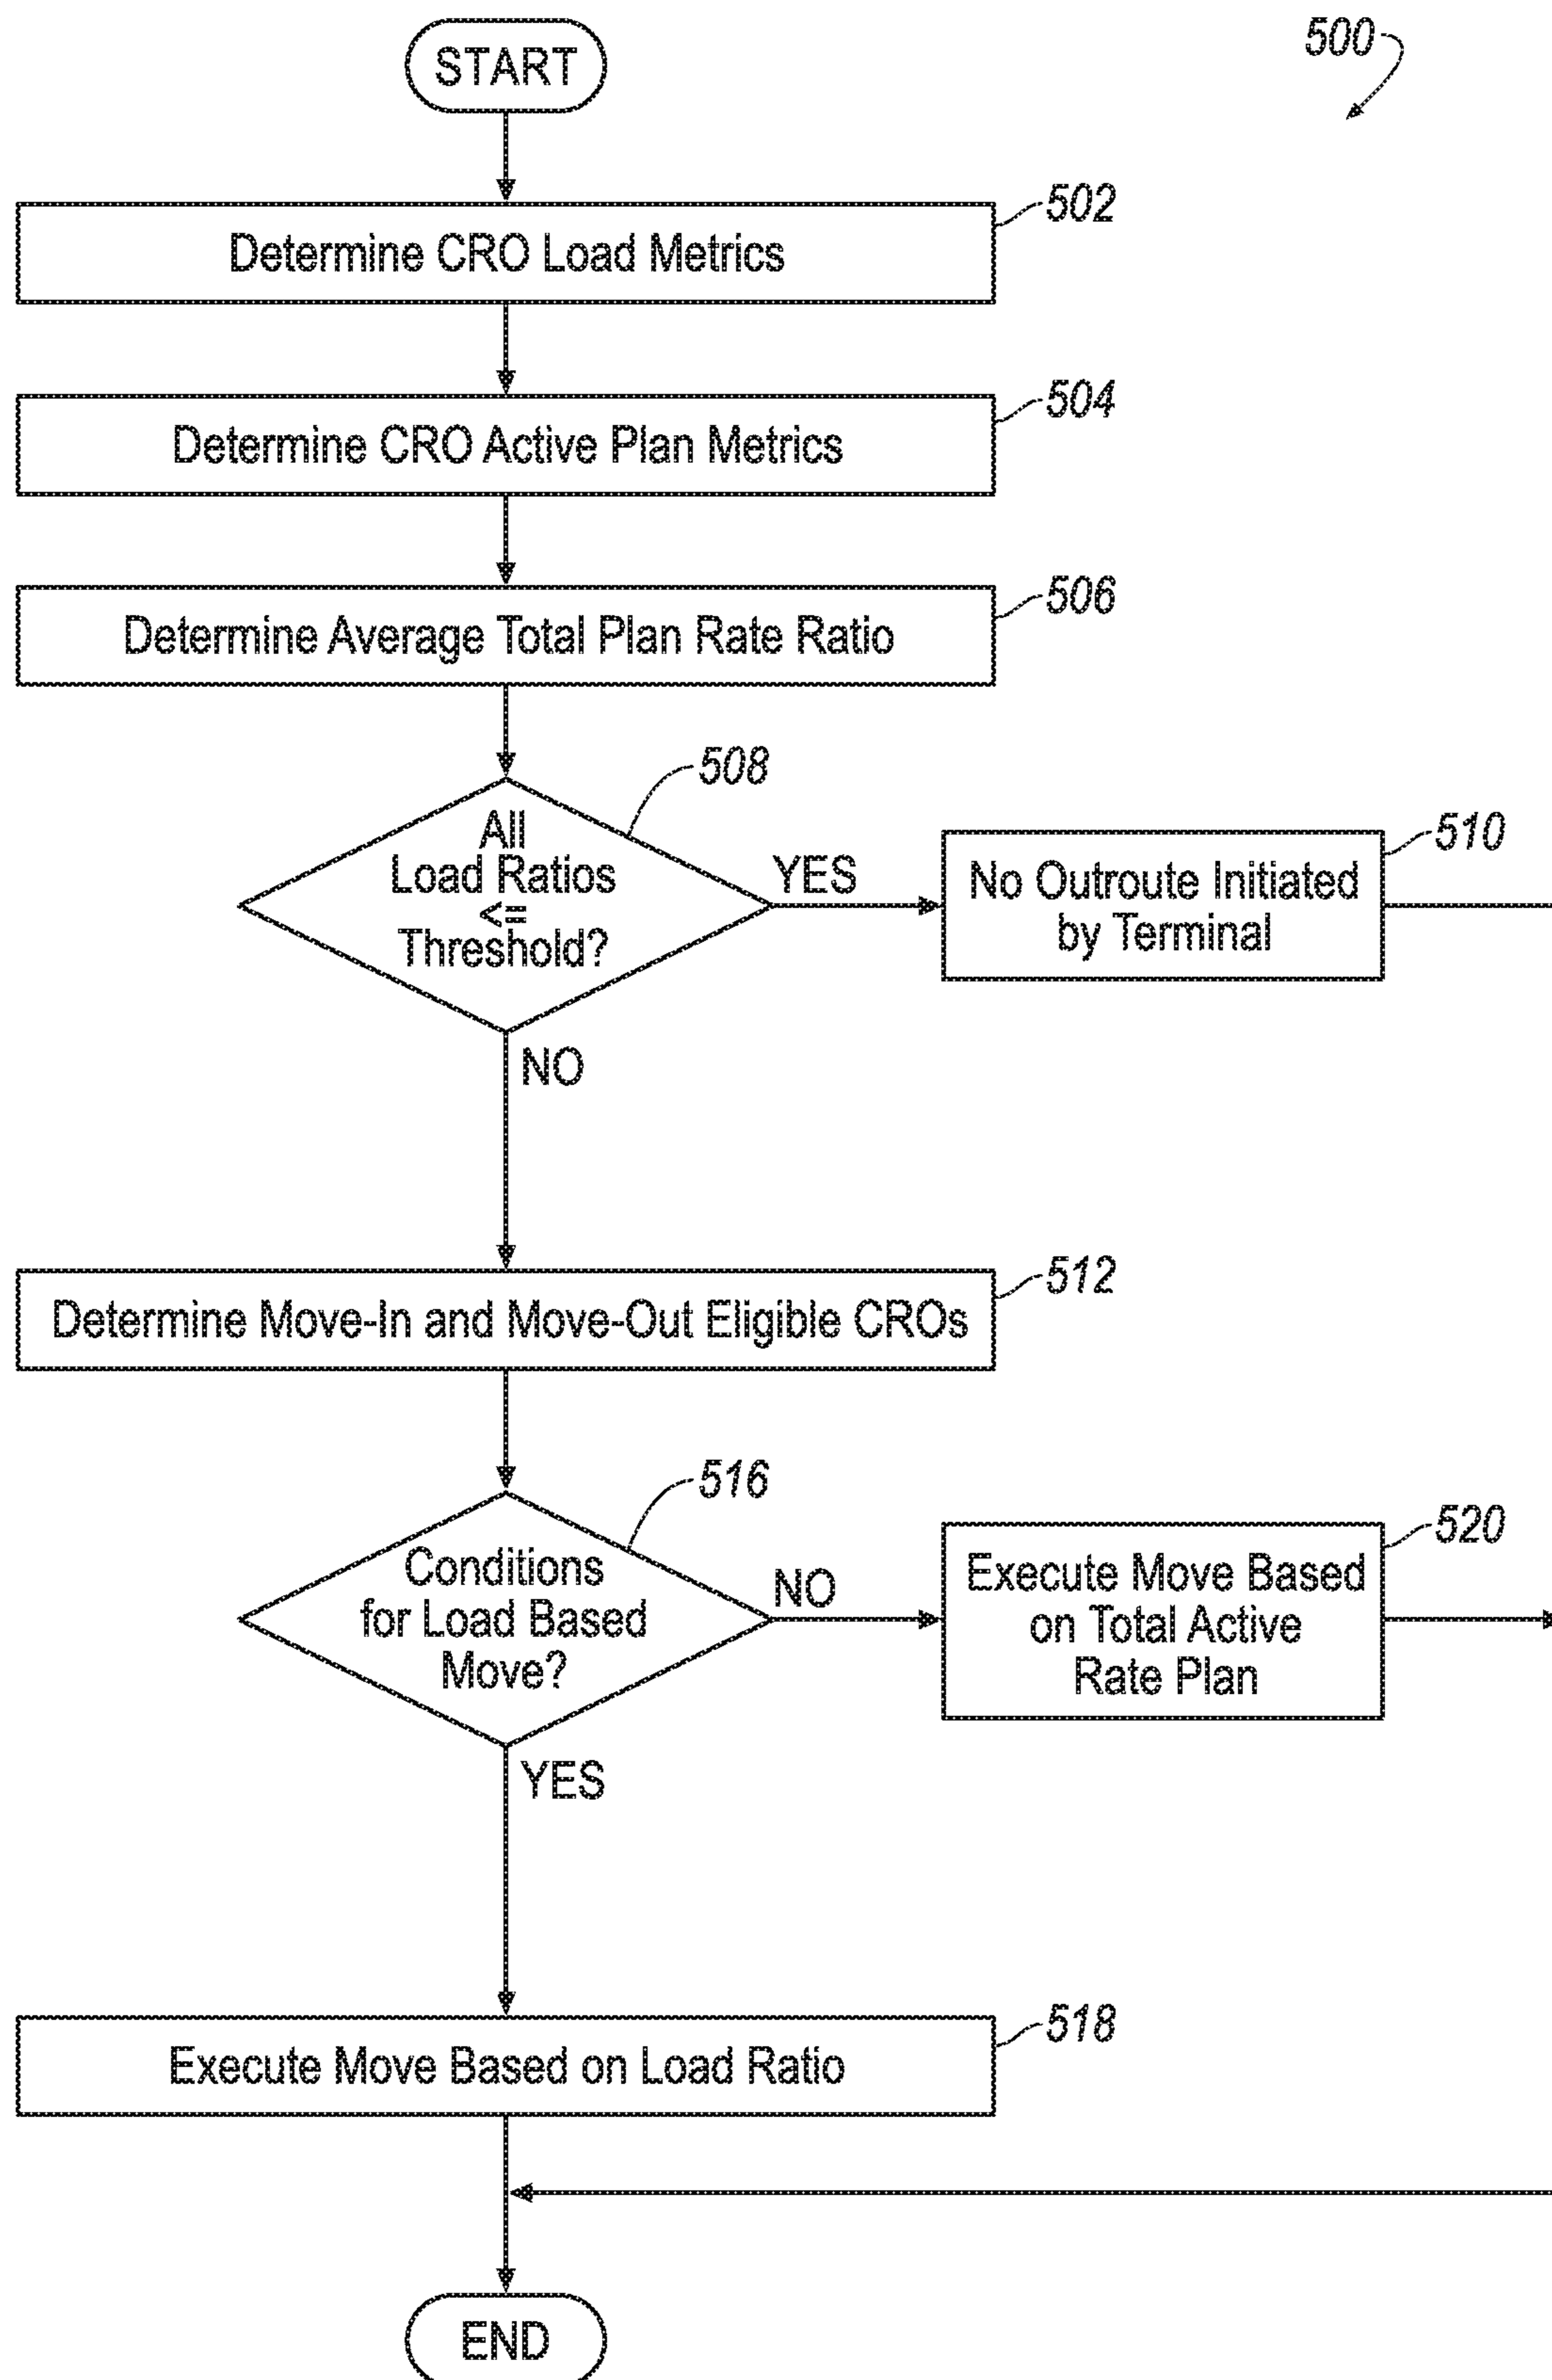 START
500
502
Determine CRO Load Metrics
504
Determine CRO Active Plan Metrics
506
Determine Average Total Plan Rate Ratio
508
All
Load Ratios
<=
Threshold?
YES
510
No Outroute Initiated
by Terminal
NO
512
Determine Move-In and Move-Out Eligible CROs
516
Conditions
for Load Based
Move?
NO
520
Execute Move Based
on Total Active
Rate Plan
YES
518
Execute Move Based on Load Ratio
END